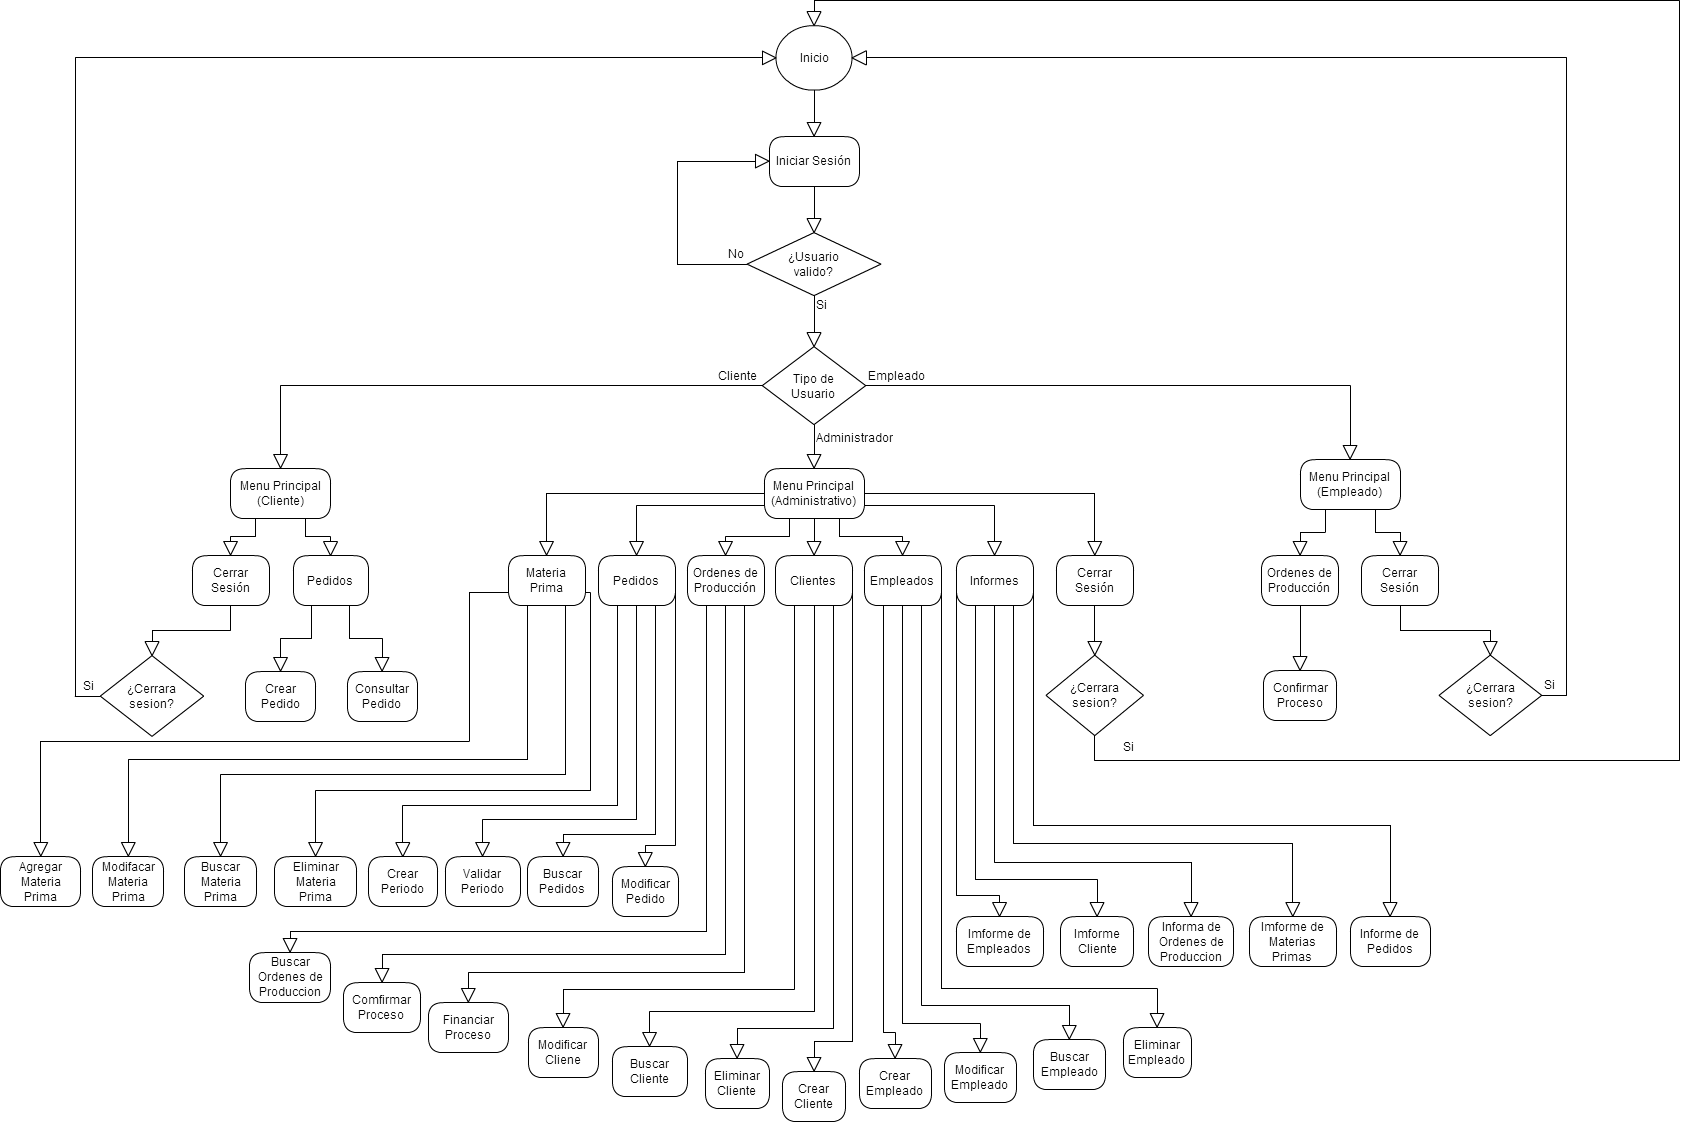 Inicio
Iniciar Sesión
No
¿Usuario
valido?
Si
Cliente
Tipo de
Usuario
Empleado
Administrador
Menu Principal
(Cliente)
Menu Principal
(Administrativo)
Menu Principal
(Empleado)
Cerrar
Sesión
Pedidos
Materia
Prima
Pedidos
Ordenes de
Producción
Clientes
Empleados
Informes
Cerrar
Sesión
Ordenes de
Producción
Cerrar
Sesión
Si
¿Cerrara
sesion?
Crear
Pedido
Consultar
Pedido
¿Cerrara
sesion?
Si
Confirmar
Proceso
¿Cerrara
sesion?
Si
Agregar
Materia
Prima
Modifacar
Materia
Prima
Buscar
Materia
Prima
Eliminar
Materia
Prima
Crear
Periodo
Validar
Periodo
Buscar
Pedidos
Modificar
Pedido
Imforme de
Empleados
Imforme
Cliente
Informa de
Ordenes de
Produccion
Imforme de
Materias
Primas
Informe de
Pedidos
Buscar
Ordenes de
Produccion
Comfirmar
Proceso
Financiar
Proceso
Modificar
Cliene
Buscar
Cliente
Eliminar
Cliente
Crear
Cliente
Crear
Empleado
Modificar
Empleado
Buscar
Empleado
Eliminar
Empleado